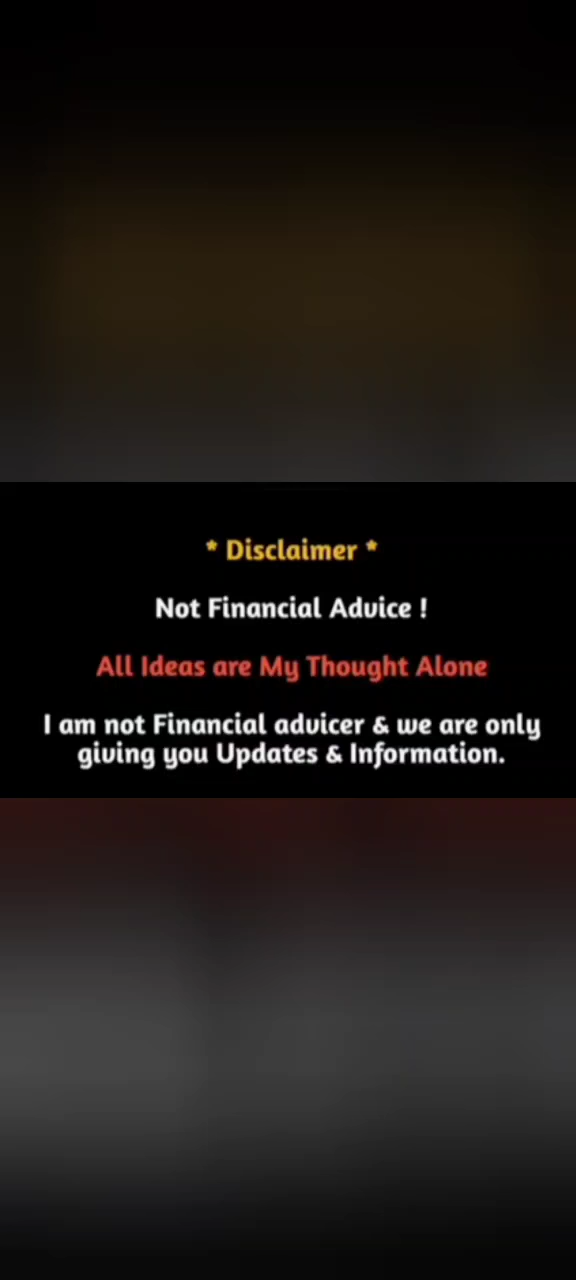 * Disclaimer *
Not Financial Advice !
All Ideas are My Thought Alone
I am not Financial advicer & we are only
giving you Updates & Information.